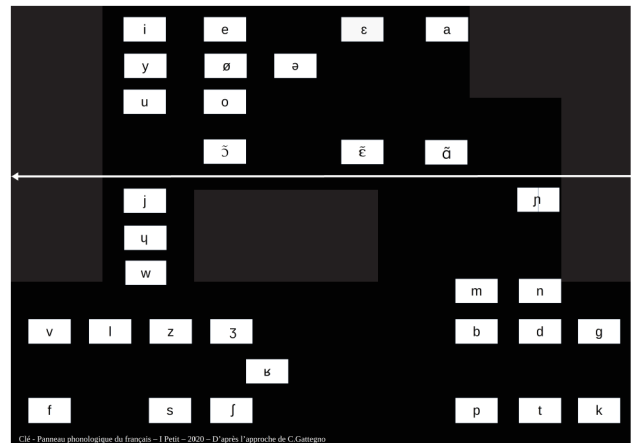 i e ɛ a
y ø ə
u o
ɔ̃ ɛ̃ ɑ̃
j ɲ
ɥ
w
m n
v l z ʒ b d g
ʁ
f s ʃ p t k
Clé - Panneau phonologique du français – I Petit – 2020 – D'après l'approche de C.Gattegno